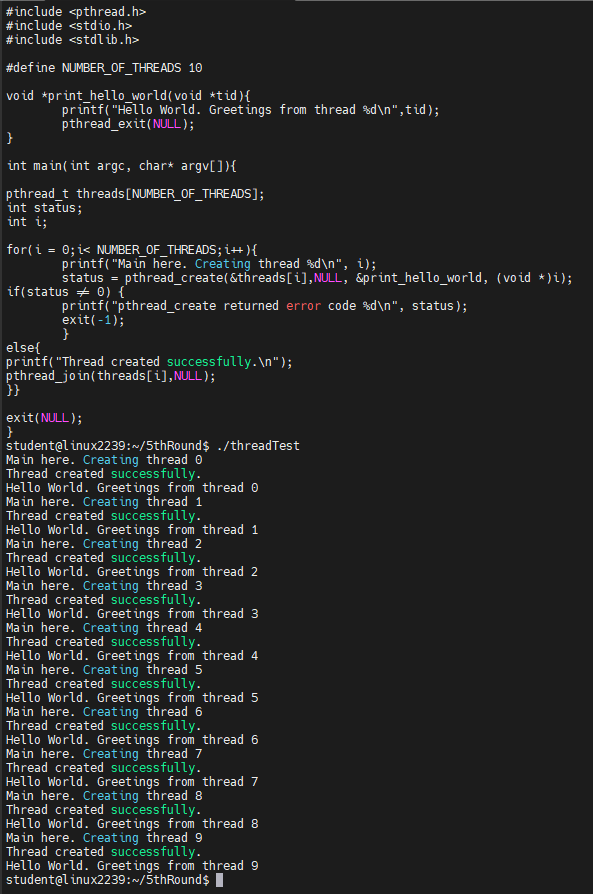 #include <pthread.h>
#include <stdio.h>
#include <stdlib.h>

#define NUMBER_OF_THREADS 10

void *print_hello_world(void *tid){
        printf("Hello World. Greetings from thread %d\n",tid);
        pthread_exit(NULL);
}

int main(int argc, char* argv[]){

pthread_t threads[NUMBER_OF_THREADS];
int status;
int i;

for(i = 0;i< NUMBER_OF_THREADS;i++){
        printf("Main here. Creating thread %d\n", i);
        status = pthread_create(&threads[i],NULL, &print_hello_world, (void *)i);
if(status ≠ 0) {
        printf("pthread_create returned error code %d\n", status);
        exit(-1);
        }
else{
printf("Thread created successfully.\n");
pthread_join(threads[i],NULL);
}}

exit(NULL);
}
student@linux2239:~/5thRound$ ./threadTest
Main here. Creating thread 0
Thread created successfully.
Hello World. Greetings from thread 0
Main here. Creating thread 1
Thread created successfully.
Hello World. Greetings from thread 1
Main here. Creating thread 2
Thread created successfully.
Hello World. Greetings from thread 2
Main here. Creating thread 3
Thread created successfully.
Hello World. Greetings from thread 3
Main here. Creating thread 4
Thread created successfully.
Hello World. Greetings from thread 4
Main here. Creating thread 5
Thread created successfully.
Hello World. Greetings from thread 5
Main here. Creating thread 6
Thread created successfully.
Hello World. Greetings from thread 6
Main here. Creating thread 7
Thread created successfully.
Hello World. Greetings from thread 7
Main here. Creating thread 8
Thread created successfully.
Hello World. Greetings from thread 8
Main here. Creating thread 9
Thread created successfully.
Hello World. Greetings from thread 9
student@linux2239:~/5thRound$